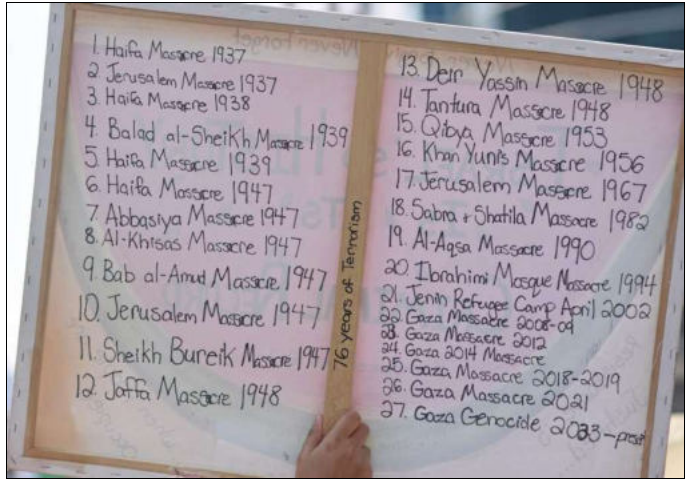 Never Forget
1. Haifa Massacre 1937
2. Jerusalem Massacre 1937
3. Haifa Massacre 1938
4. Balad al-Sheikh Massacre 1939
5. Haifa Massacre 1939
6. Haifa Massacre 1947
7. Abbasiya Massacre 1947
8. Al-Khisas Massacre 1947
9. Bab al-Amud Massacre 1947
10. Jerusalem Massacre 1947
11. Sheikh Bureik Massacre 1947
12. Jaffa Massacre 1948
76 years of Terrorism
13. Deir Yassin Massacre 1948
14. Tantura Massacre 1948
15. Qibya Massacre 1953
16. Khan Yunis Massacre 1956
17. Jerusalem Massacre 1967
18. Sabra + Shatila Massacre 1982
19. Al-Aqsa Massacre 1990
20. Ibrahimi Mosque Massacre 1994
21. Jenin Refugee Camp April 2002
22. Gaza Massacre 2008-09
23. Gaza Massacre 2012
24. Gaza 2014 Massacre
25. Gaza Massacre 2018-2019
26. Gaza Massacre 2021
27. Gaza Genocide 2033-present